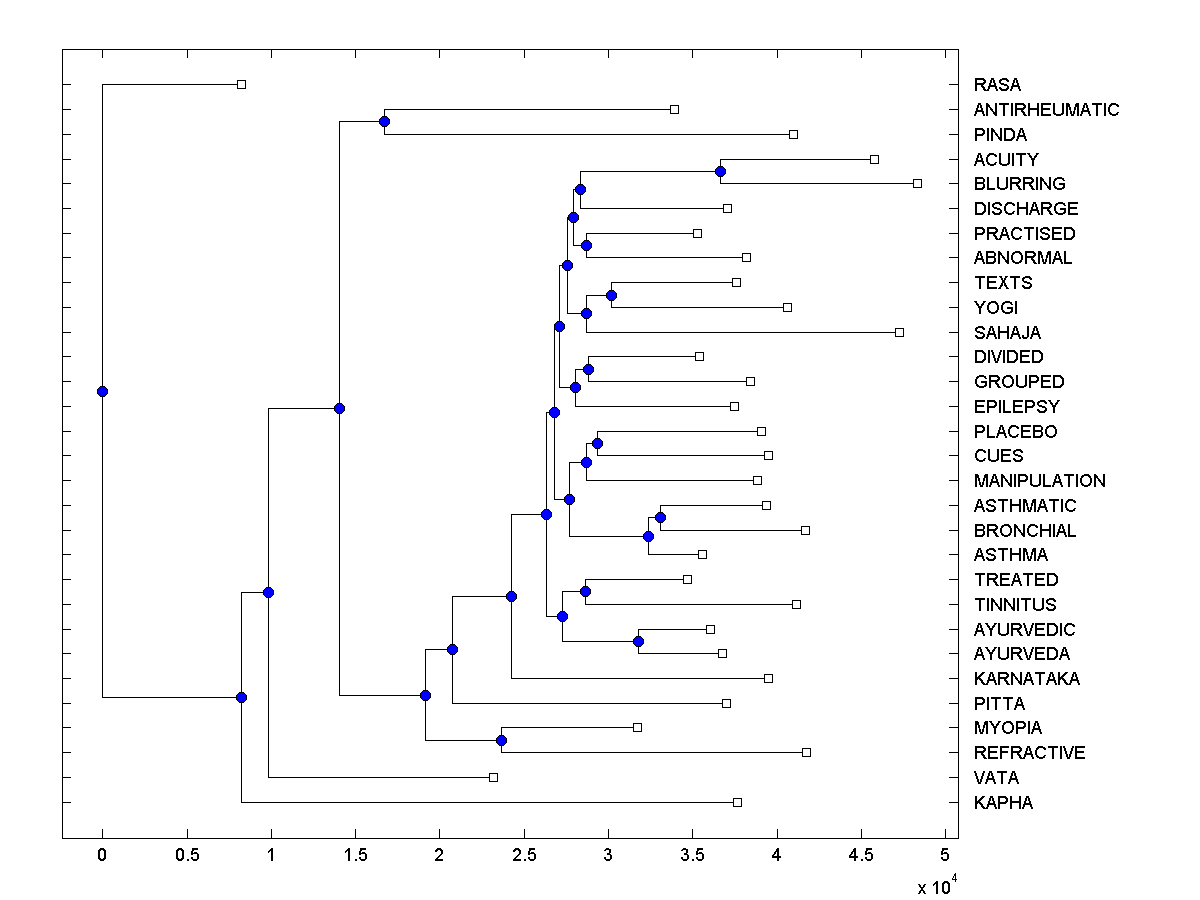 RASA
ANTIRHEUMATIC
PINDA
ACUITY
BLURRING
DISCHARGE
PRACTISED
ABNORMAL
TEXTS
YOGI
SAHAJA
DIVIDED
GROUPED
EPILEPSY
PLACEBO
CUES
MANIPULATION
ASTHMATIC
BRONCHIAL
ASTHMA
TREATED
TINNITUS
AYURVEDIC
AYURVEDA
KARNATAKA
PITTA
MYOPIA
REFRACTIVE
VATA
KAPHA
0 0.5 1 1.5 2 2.5 3 3.5 4 4.5 5
x 10^4